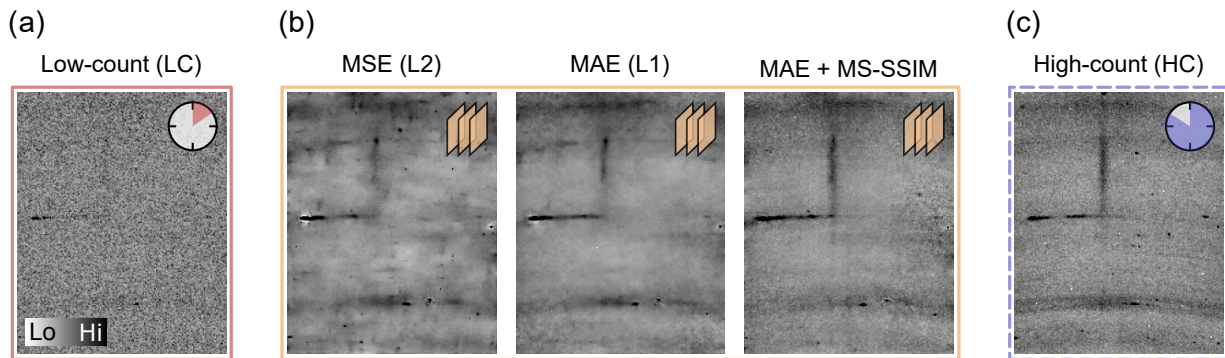 (a)
(b)
(c)
Low-count (LC)
MSE (L2)
MAE (L1)
MAE + MS-SSIM
High-count (HC)
Lo Hi